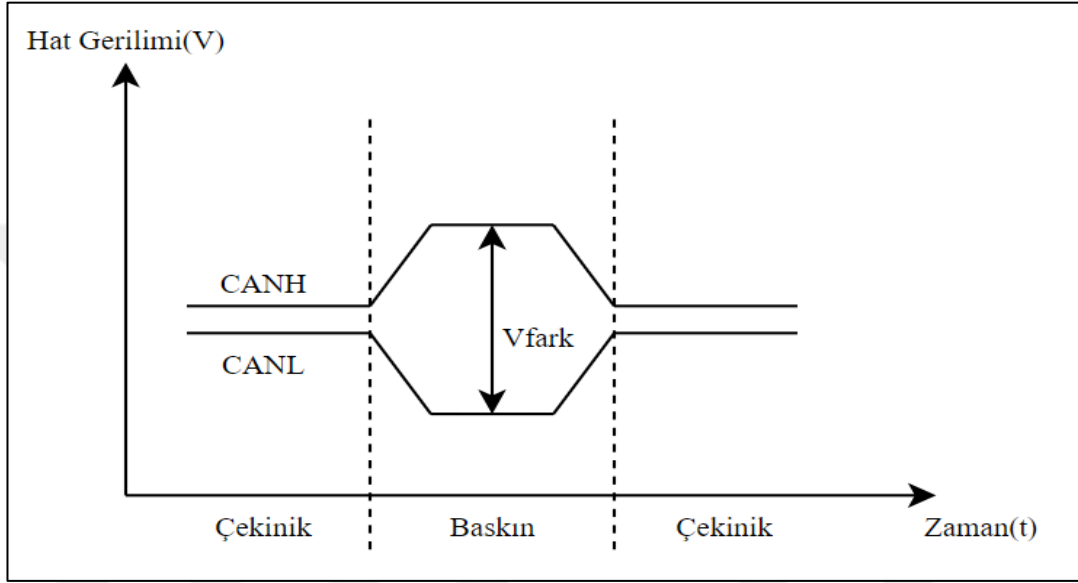 Hat Gerilimi(V)
CANH
Vfark
CANL
Çekinik
Baskın
Çekinik
Zaman(t)